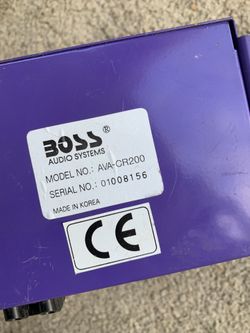 BOSS®
AUDIO SYSTEMS
MODEL NO.: AVA-CR200
SERIAL NO.: 01008156
MADE IN KOREA
CE